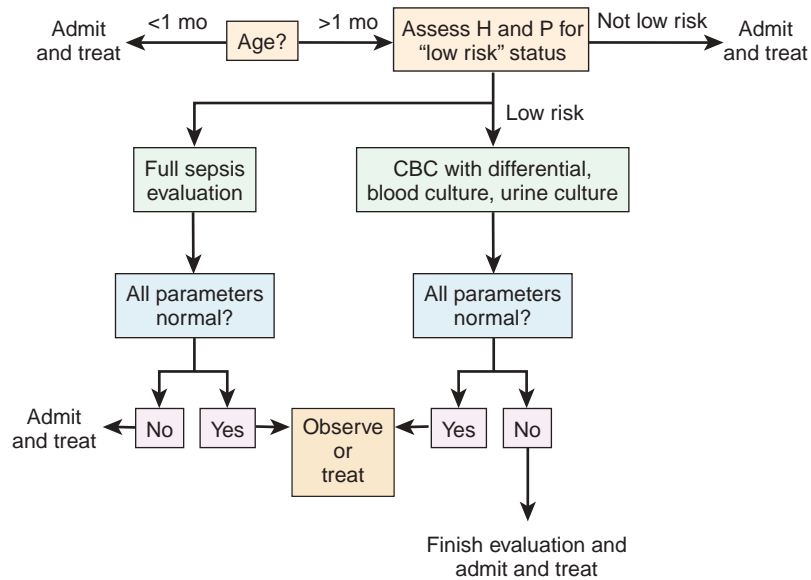 Admit
and treat
<1 mo
Age?
>1 mo
Assess H and P for
“low risk” status
Not low risk
Admit
and treat
Low risk
Full sepsis
evaluation
CBC with differential,
blood culture, urine culture
All parameters
normal?
All parameters
normal?
Admit
and treat
No
Yes
Observe
or
treat
Yes
No
Finish evaluation and
admit and treat